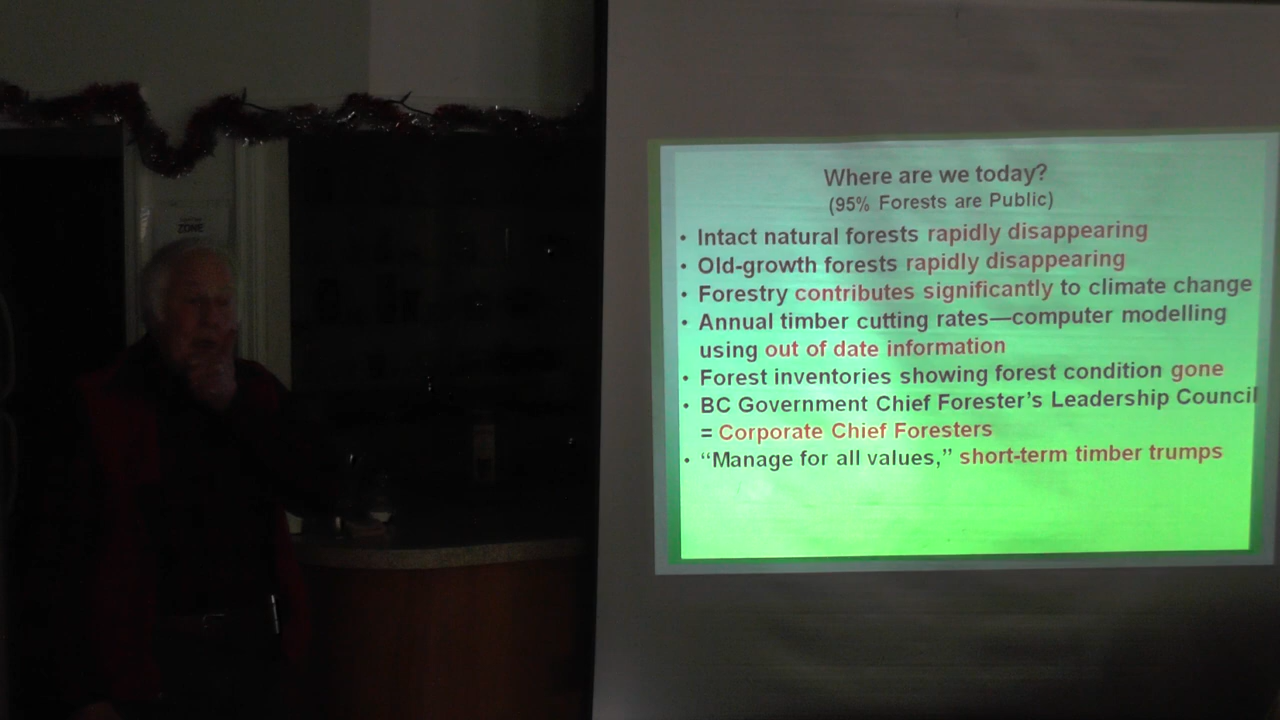 ZONE
Where are we today?
(95% Forests are Public)
• Intact natural forests rapidly disappearing
• Old-growth forests rapidly disappearing
• Forestry contributes significantly to climate change
• Annual timber cutting rates—computer modelling
using out of date information
• Forest inventories showing forest condition gone
• BC Government Chief Forester’s Leadership Council
= Corporate Chief Foresters
• “Manage for all values,” short-term timber trumps